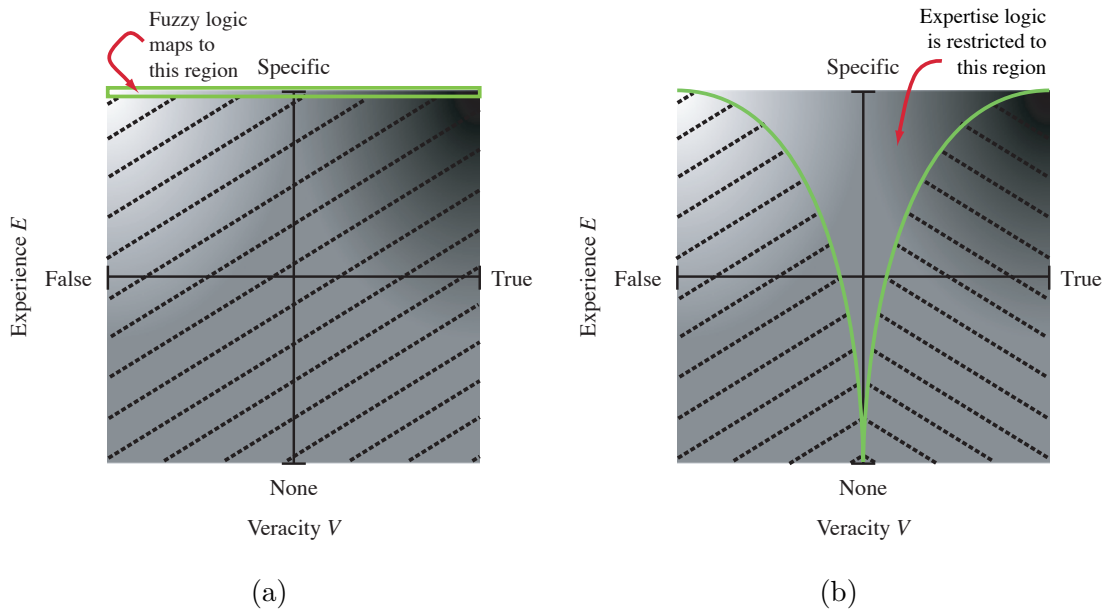 Fuzzy logic
maps to
this region
Specific
Experience E
False
True
None
Veracity V
(a)
Expertise logic
is restricted to
this region
Specific
Experience E
False
True
None
Veracity V
(b)